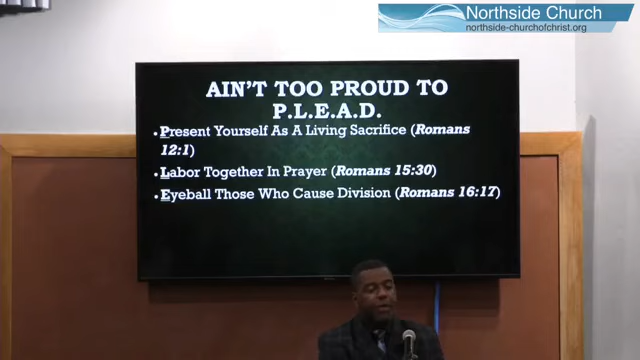 Northside Church
northside-churchofchrist.org
AIN'T TOO PROUD TO
P.L.E.A.D.
•Present Yourself As A Living Sacrifice (Romans
12:1)
•Labor Together In Prayer (Romans 15:30)
•Eyeball Those Who Cause Division (Romans 16:17)